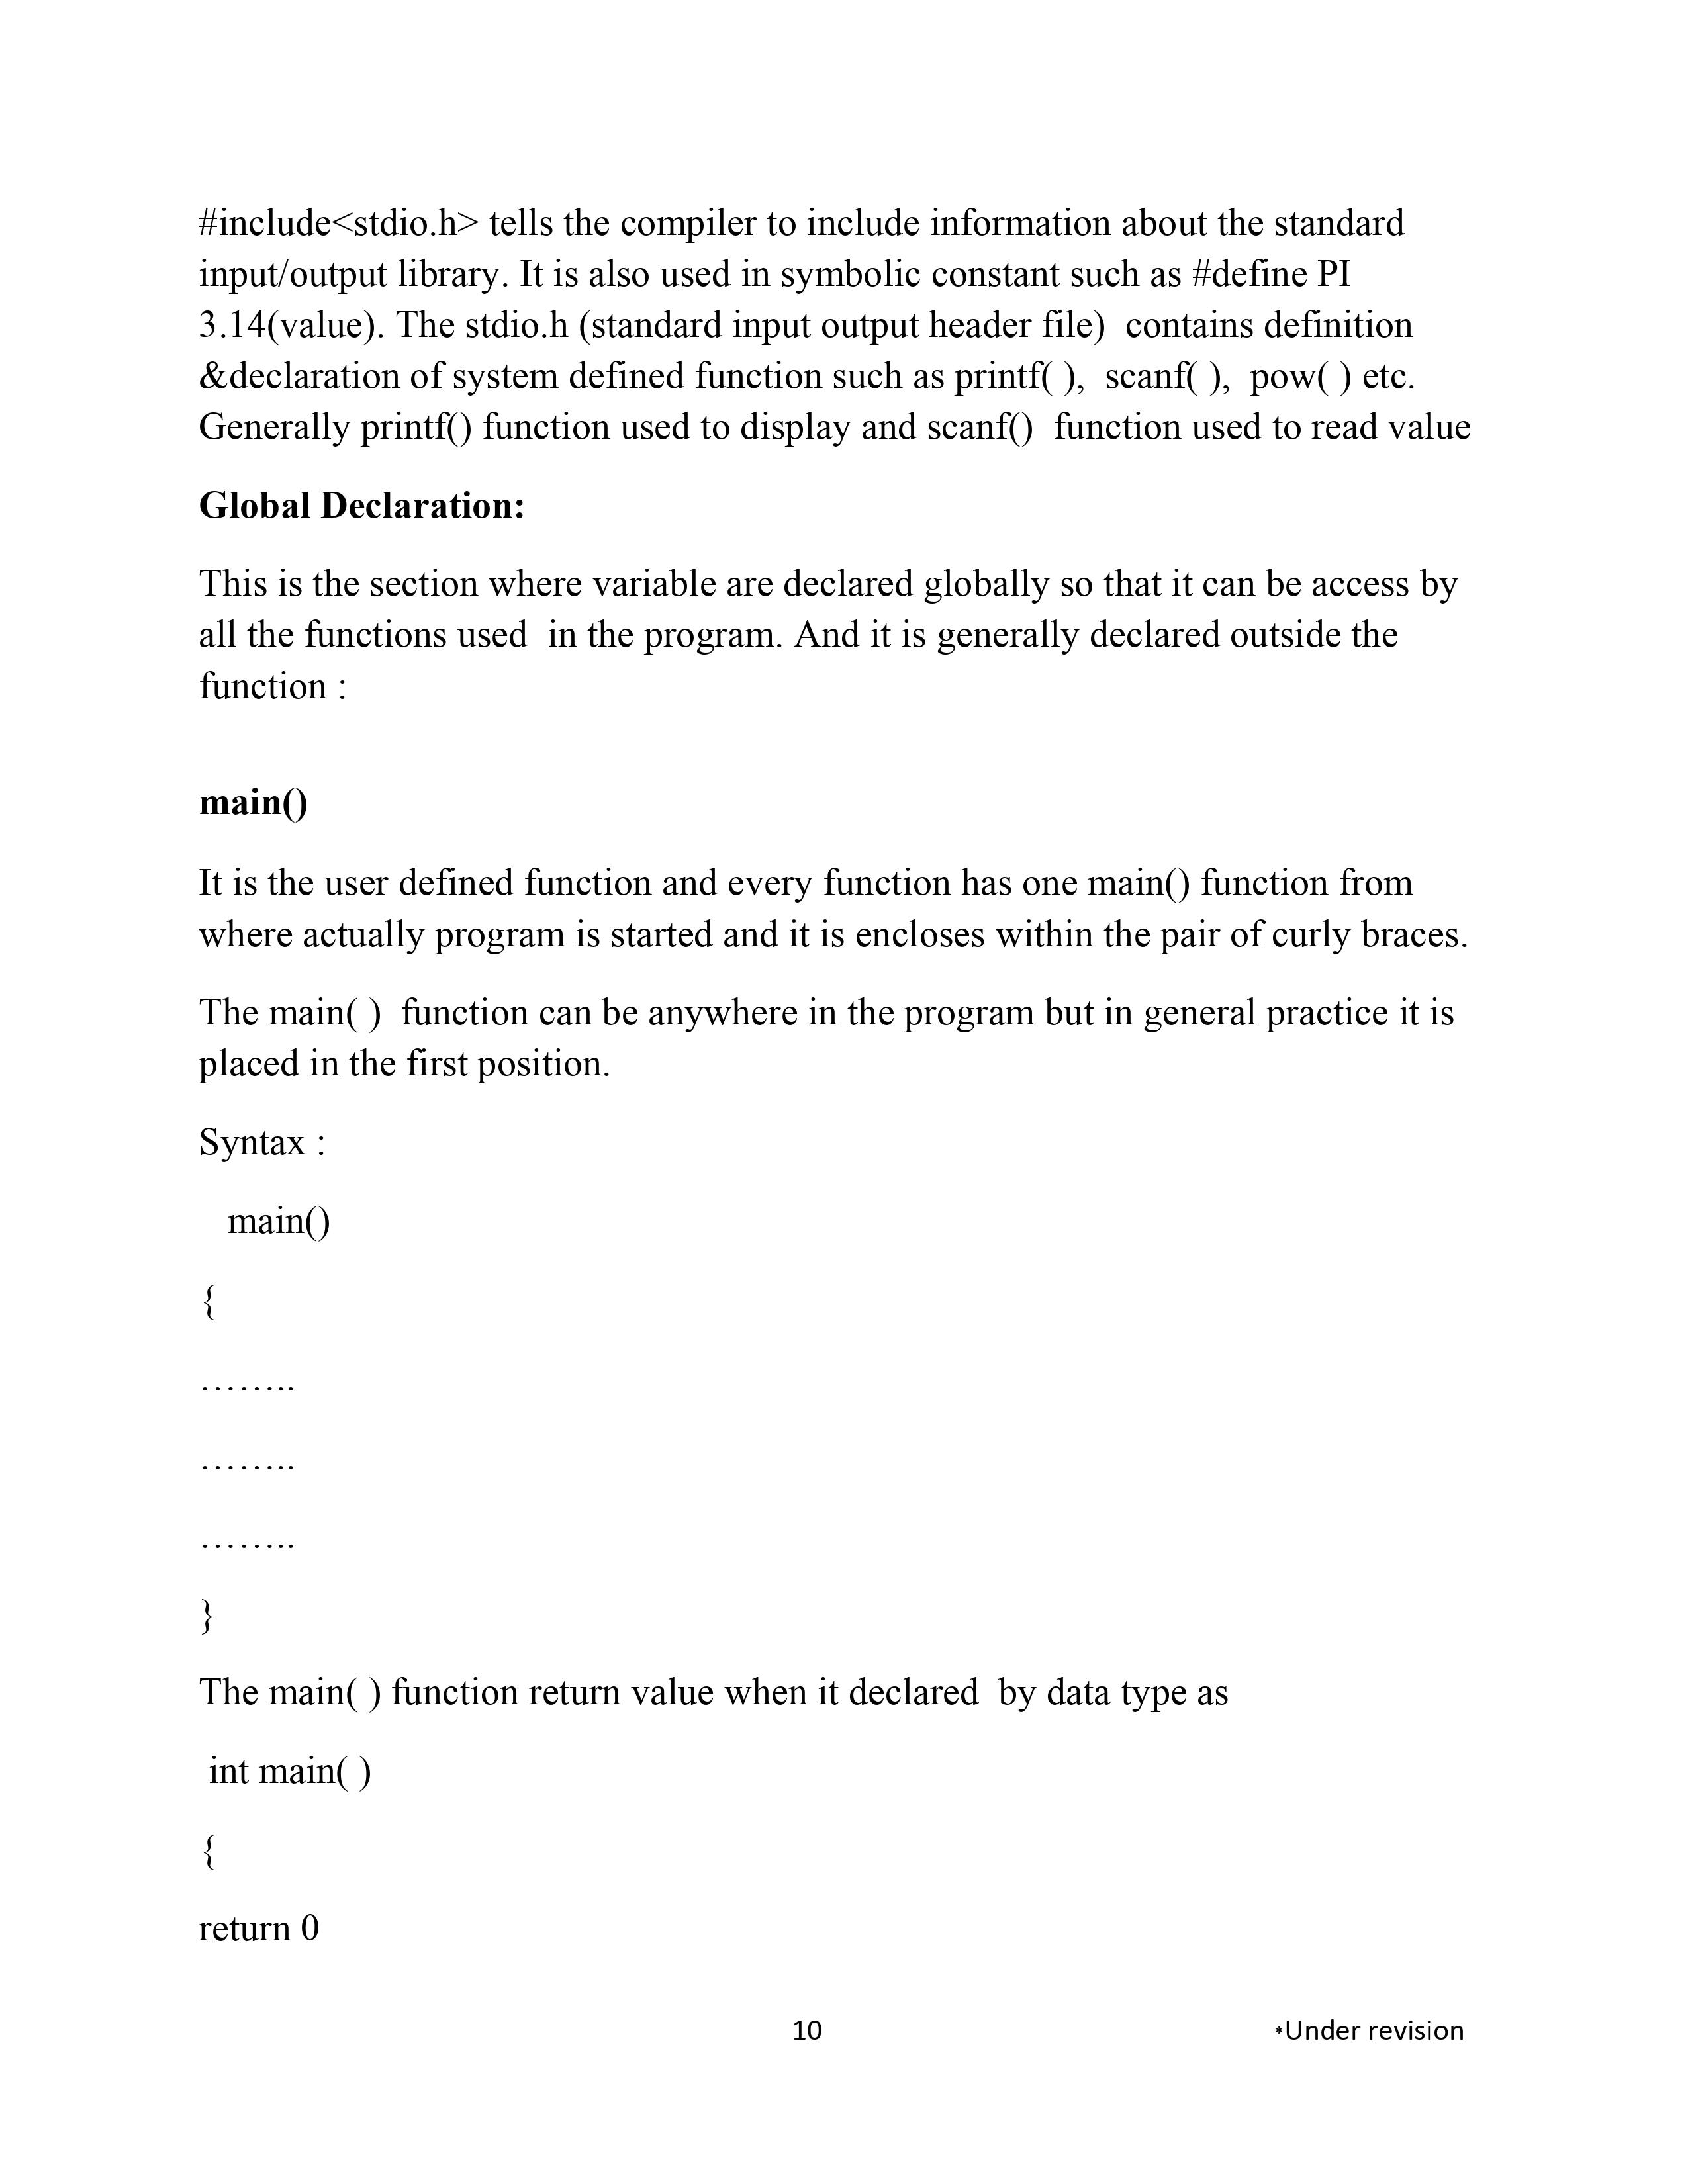 #include<stdio.h> tells the compiler to include information about the standard
input/output library. It is also used in symbolic constant such as #define PI
3.14(value). The stdio.h (standard input output header file)  contains definition
&declaration of system defined function such as printf( ),  scanf( ),  pow( ) etc.
Generally printf() function used to display and scanf()  function used to read value
Global Declaration:
This is the section where variable are declared globally so that it can be access by
all the functions used  in the program. And it is generally declared outside the
function :
main()
It is the user defined function and every function has one main() function from
where actually program is started and it is encloses within the pair of curly braces.
The main( )  function can be anywhere in the program but in general practice it is
placed in the first position.
Syntax :
main()
{
……..
……..
……..
}
The main( ) function return value when it declared  by data type as
int main( )
{
return 0
10 *Under revision